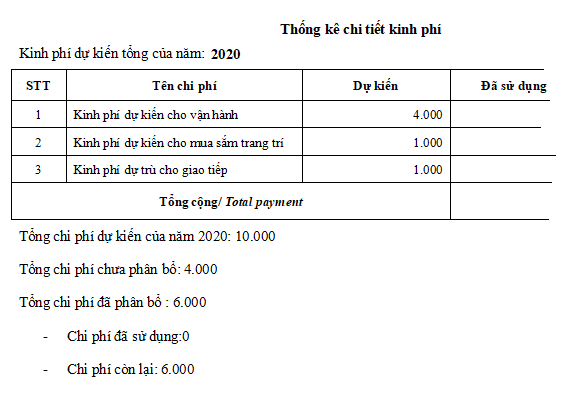 Thống kê chi tiết kinh phí
Kinh phí dự kiến tổng của năm: 2020
STT Tên chi phí Dự kiến Đã sử dụng
1 Kinh phí dự kiến cho vận hành 4.000
2 Kinh phí dự kiến cho mua sắm trang trí 1.000
3 Kinh phí dự trù cho giao tiếp 1.000
Tổng cộng/ Total payment
Tổng chi phí dự kiến của năm 2020: 10.000
Tổng chi phí chưa phân bổ: 4.000
Tổng chi phí đã phân bổ : 6.000
- Chi phí đã sử dụng:0
- Chi phí còn lại: 6.000